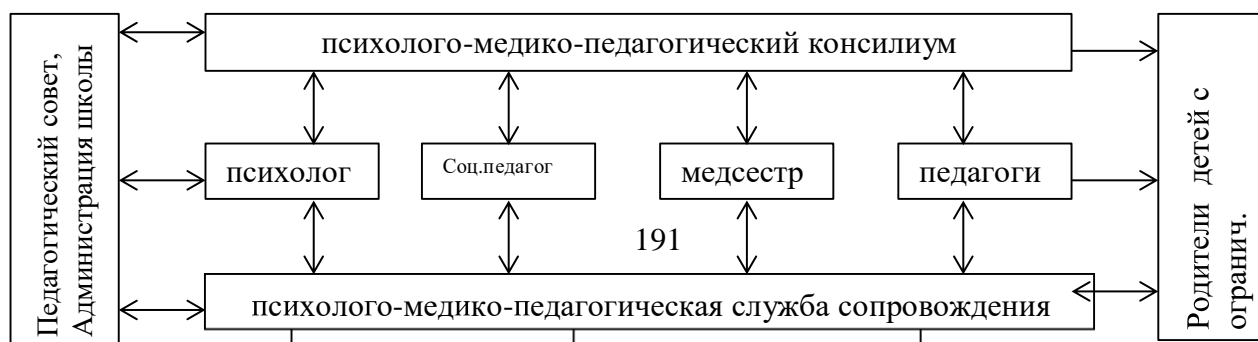 Педагогический совет,
Администрация школы
психолого-медико-педагогический консилиум
психолог
Соц.педагог
медсестр
педагоги
191
психолого-медико-педагогическая служба сопровождения
Родители детей с
огранич.